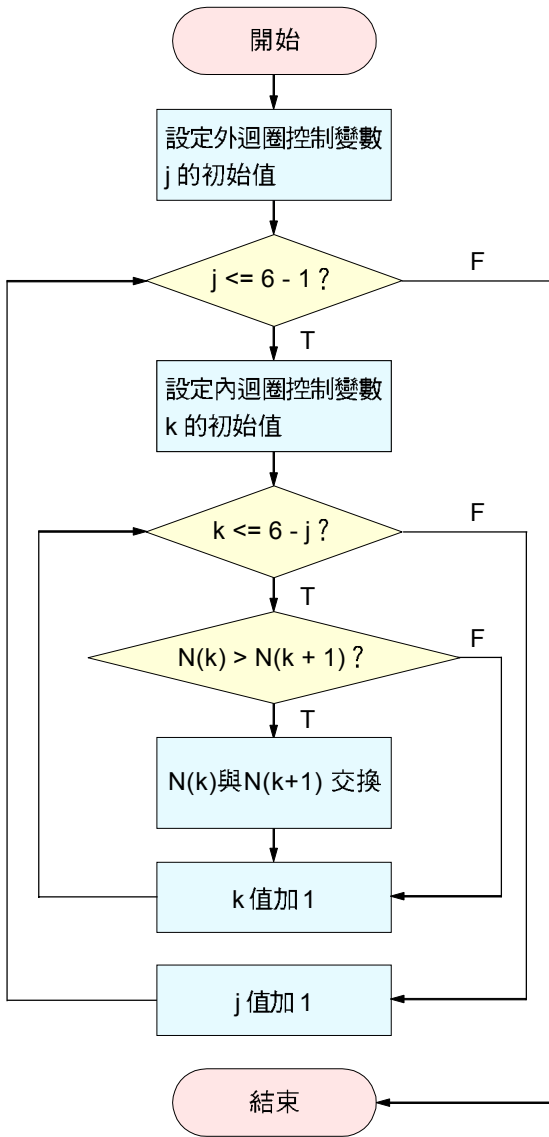 開始
設定外迴圈控制變數
j 的初始值
j <= 6 - 1 ?
F
T
設定內迴圈控制變數
k 的初始值
k <= 6 - j ?
F
T
N(k) > N(k + 1) ?
F
T
N(k)與N(k+1) 交換
k 值加 1
j 值加 1
結束